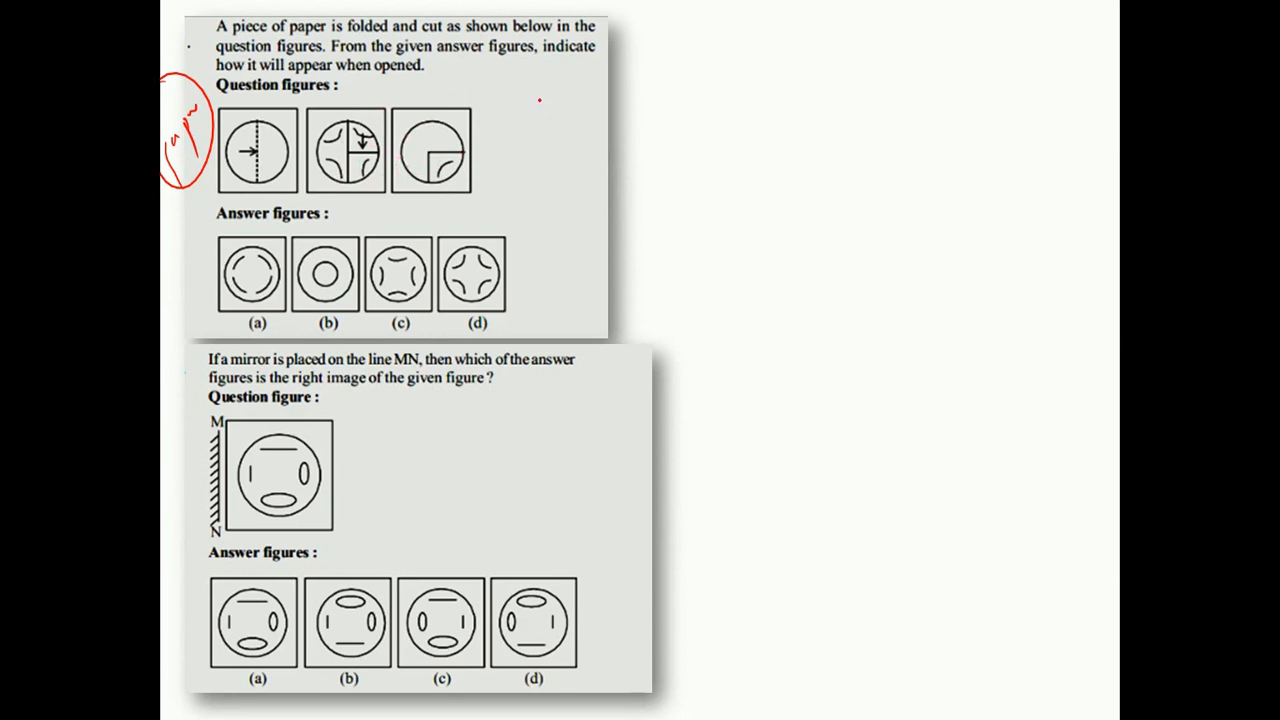 A piece of paper is folded and cut as shown below in the
question figures. From the given answer figures, indicate
how it will appear when opened.
Question figures :
Answer figures :
(a) (b) (c) (d)
If a mirror is placed on the line MN, then which of the answer
figures is the right image of the given figure ?
Question figure :
M
N
Answer figures :
(a) (b) (c) (d)